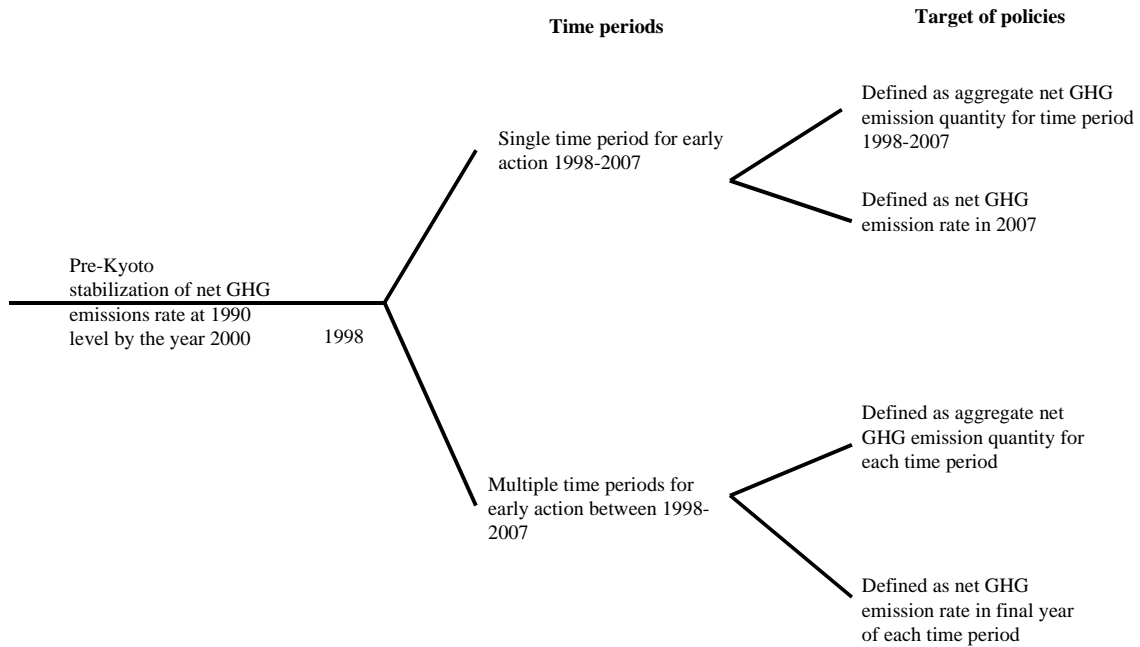 Time periods
Target of policies
Defined as aggregate net GHG
emission quantity for time period
1998-2007
Single time period for early
action 1998-2007
Defined as net GHG
emission rate in 2007
Pre-Kyoto
stabilization of net GHG
emissions rate at 1990
level by the year 2000
1998
Defined as aggregate net
GHG emission quantity for
each time period
Multiple time periods for
early action between 1998-
2007
Defined as net GHG
emission rate in final year
of each time period